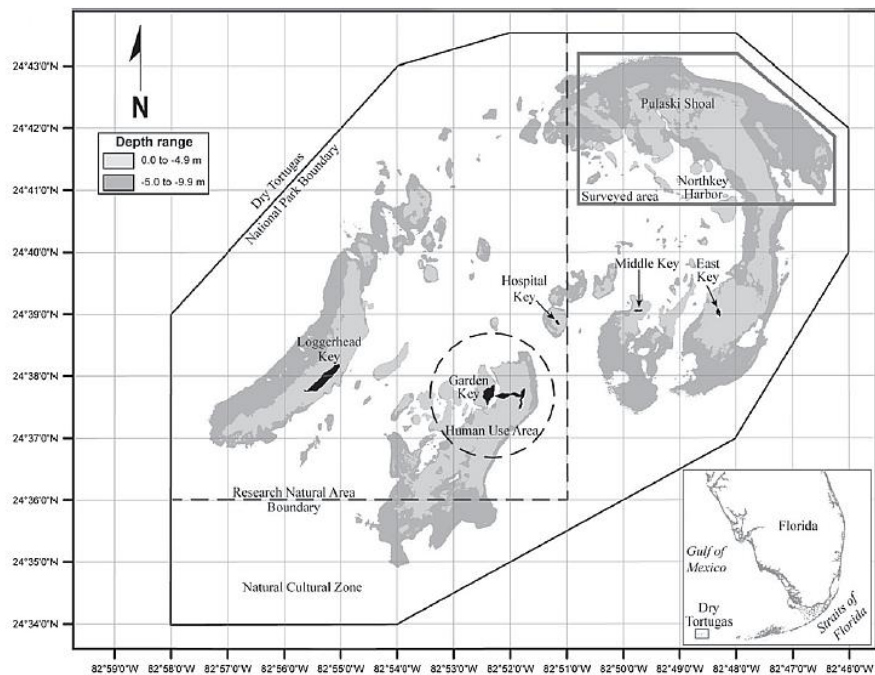 24°43'0"N
24°42'0"N
24°41'0"N
24°40'0"N
24°39'0"N
24°38'0"N
24°37'0"N
24°36'0"N
24°35'0"N
24°34'0"N
N
Depth range
0.0 to -4.9 m
-5.0 to -9.9 m
Dry Tortugas
National Park Boundary
Pulaski Shoal
Northkey
Harbor
Surveyed area
Hospital
Key
Middle Key
East
Key
Loggerhead
Key
Garden
Key
Human Use Area
Research Natural Area
Boundary
Natural Cultural Zone
Florida
Gulf of
Mexico
Dry
Tortugas
Straits of
Florida
82°59'0"W 82°58'0"W 82°57'0"W 82°55'0"W 82°54'0"W 82°53'0"W 82°52'0"W 82°51'0"W 82°50'0"W 82°49'0"W 82°48'0"W 82°47'0"W 82°46'0"W